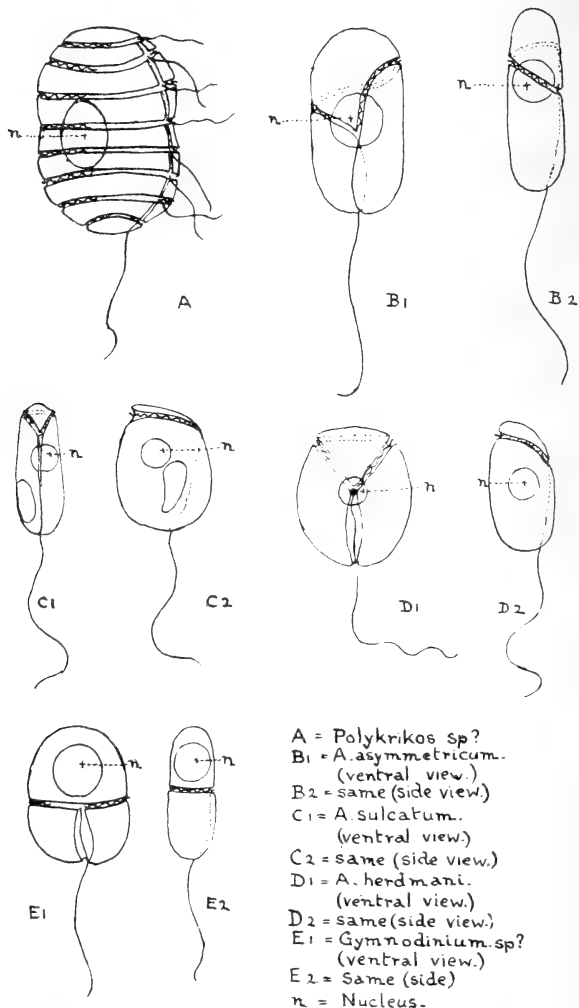 n
A
n
B1
n
B2
n
C1
n
C2
n
D1
n
D2
n
E1
n
E2
A = Polykrikos sp?
B1 = A. asymmetricum.
(ventral view.)
B2 = same (side view.)
C1 = A. sulcatum.
(ventral view.)
C2 = same (side view.)
D1 = A. herdmani.
(ventral view.)
D2 = same (side view.)
E1 = Gymnodinium. sp?
(ventral view.)
E2 = Same (side)
n = Nucleus.